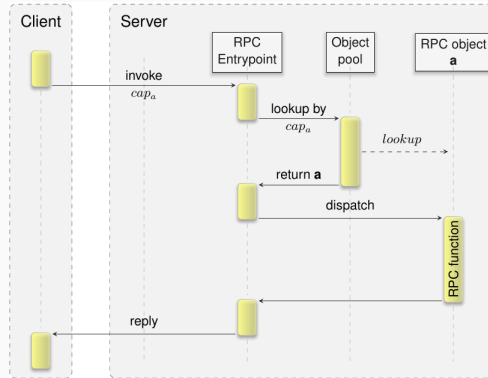 Client
Server
RPC
Entrypoint
Object
pool
RPC object
a
invoke
cap_a
lookup by
cap_a
lookup
return a
dispatch
RPC function
reply